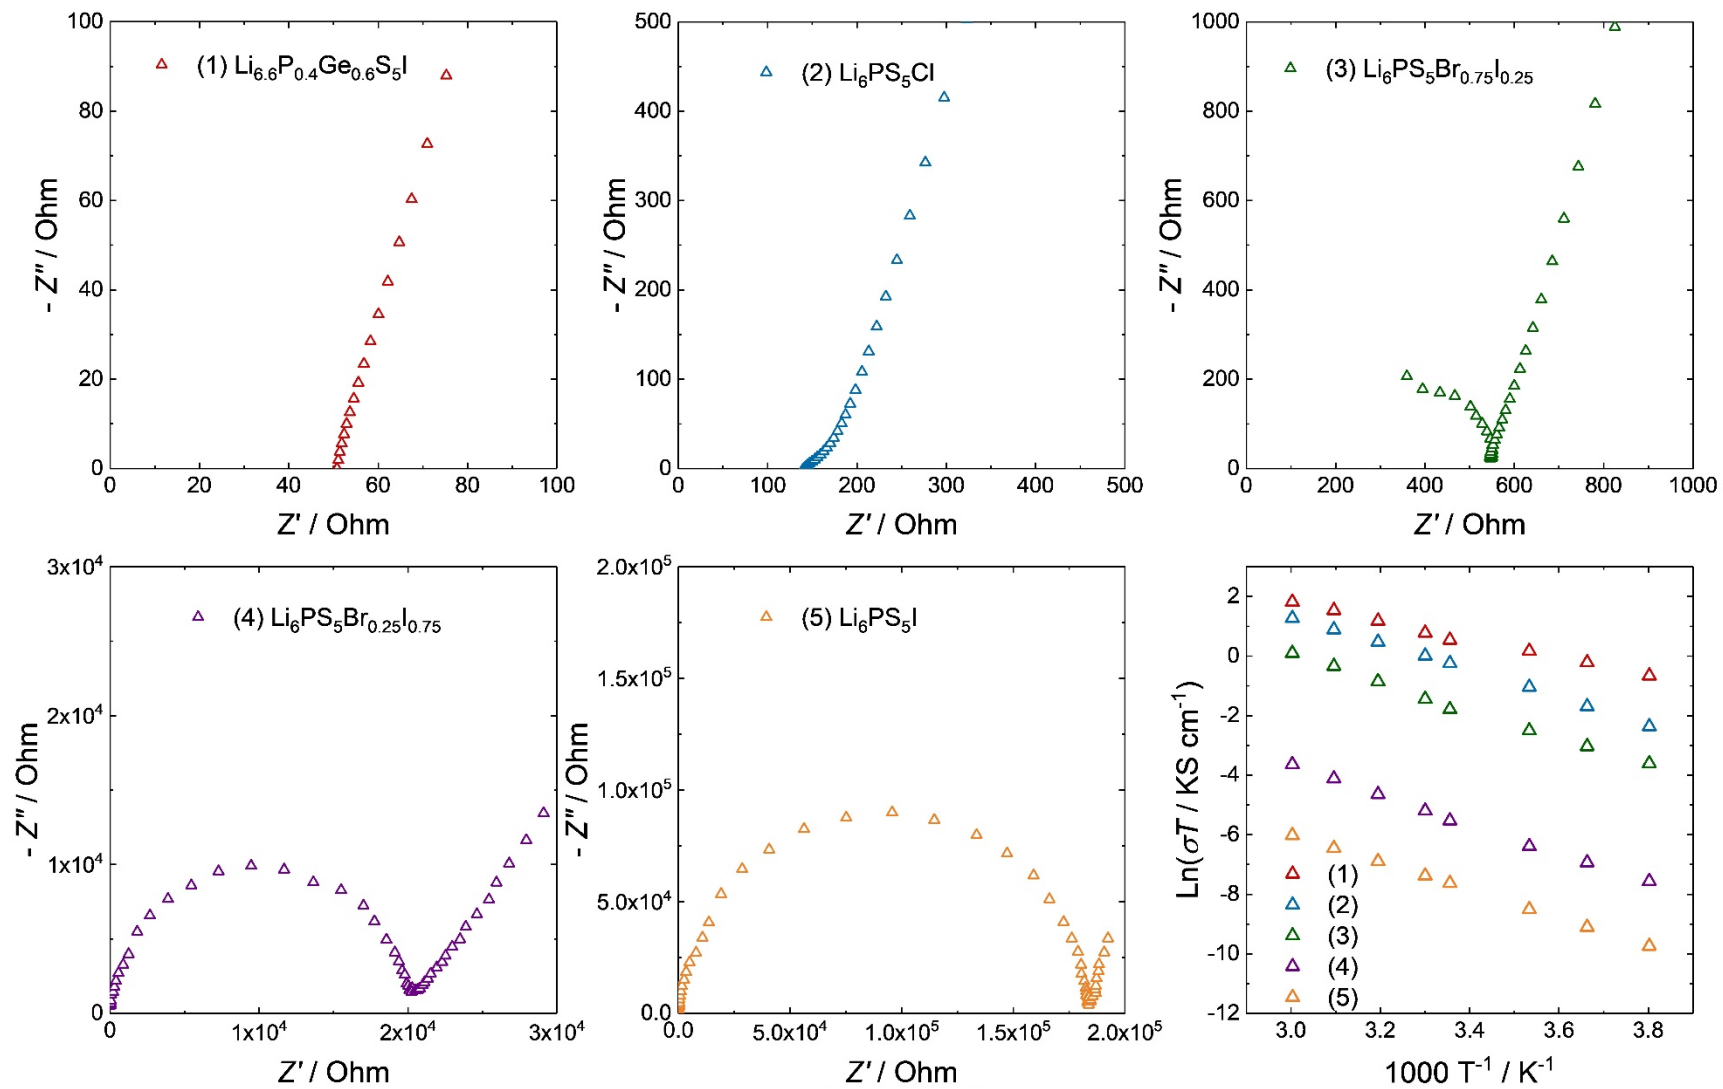 100
80
60
40
20
0
0 20 40 60 80 100
- Z" / Ohm
Z' / Ohm
(1) Li6.6P0.4Ge0.6S5I
500
400
300
200
100
0
0 100 200 300 400 500
- Z" / Ohm
Z' / Ohm
(2) Li6PS5Cl
1000
800
600
400
200
0
0 200 400 600 800 1000
- Z" / Ohm
Z' / Ohm
(3) Li6PS5Br0.75I0.25
3x10^4
2x10^4
1x10^4
0
0 1x10^4 2x10^4 3x10^4
- Z" / Ohm
Z' / Ohm
(4) Li6PS5Br0.25I0.75
2.0x10^5
1.5x10^5
1.0x10^5
5.0x10^4
0.0
0.0 5.0x10^4 1.0x10^5 1.5x10^5 2.0x10^5
- Z" / Ohm
Z' / Ohm
(5) Li6PS5I
2
0
-2
-4
-6
-8
-10
-12
3.0 3.2 3.4 3.6 3.8
Ln(σT / KS cm^-1)
1000 T^-1 / K^-1
(1)
(2)
(3)
(4)
(5)